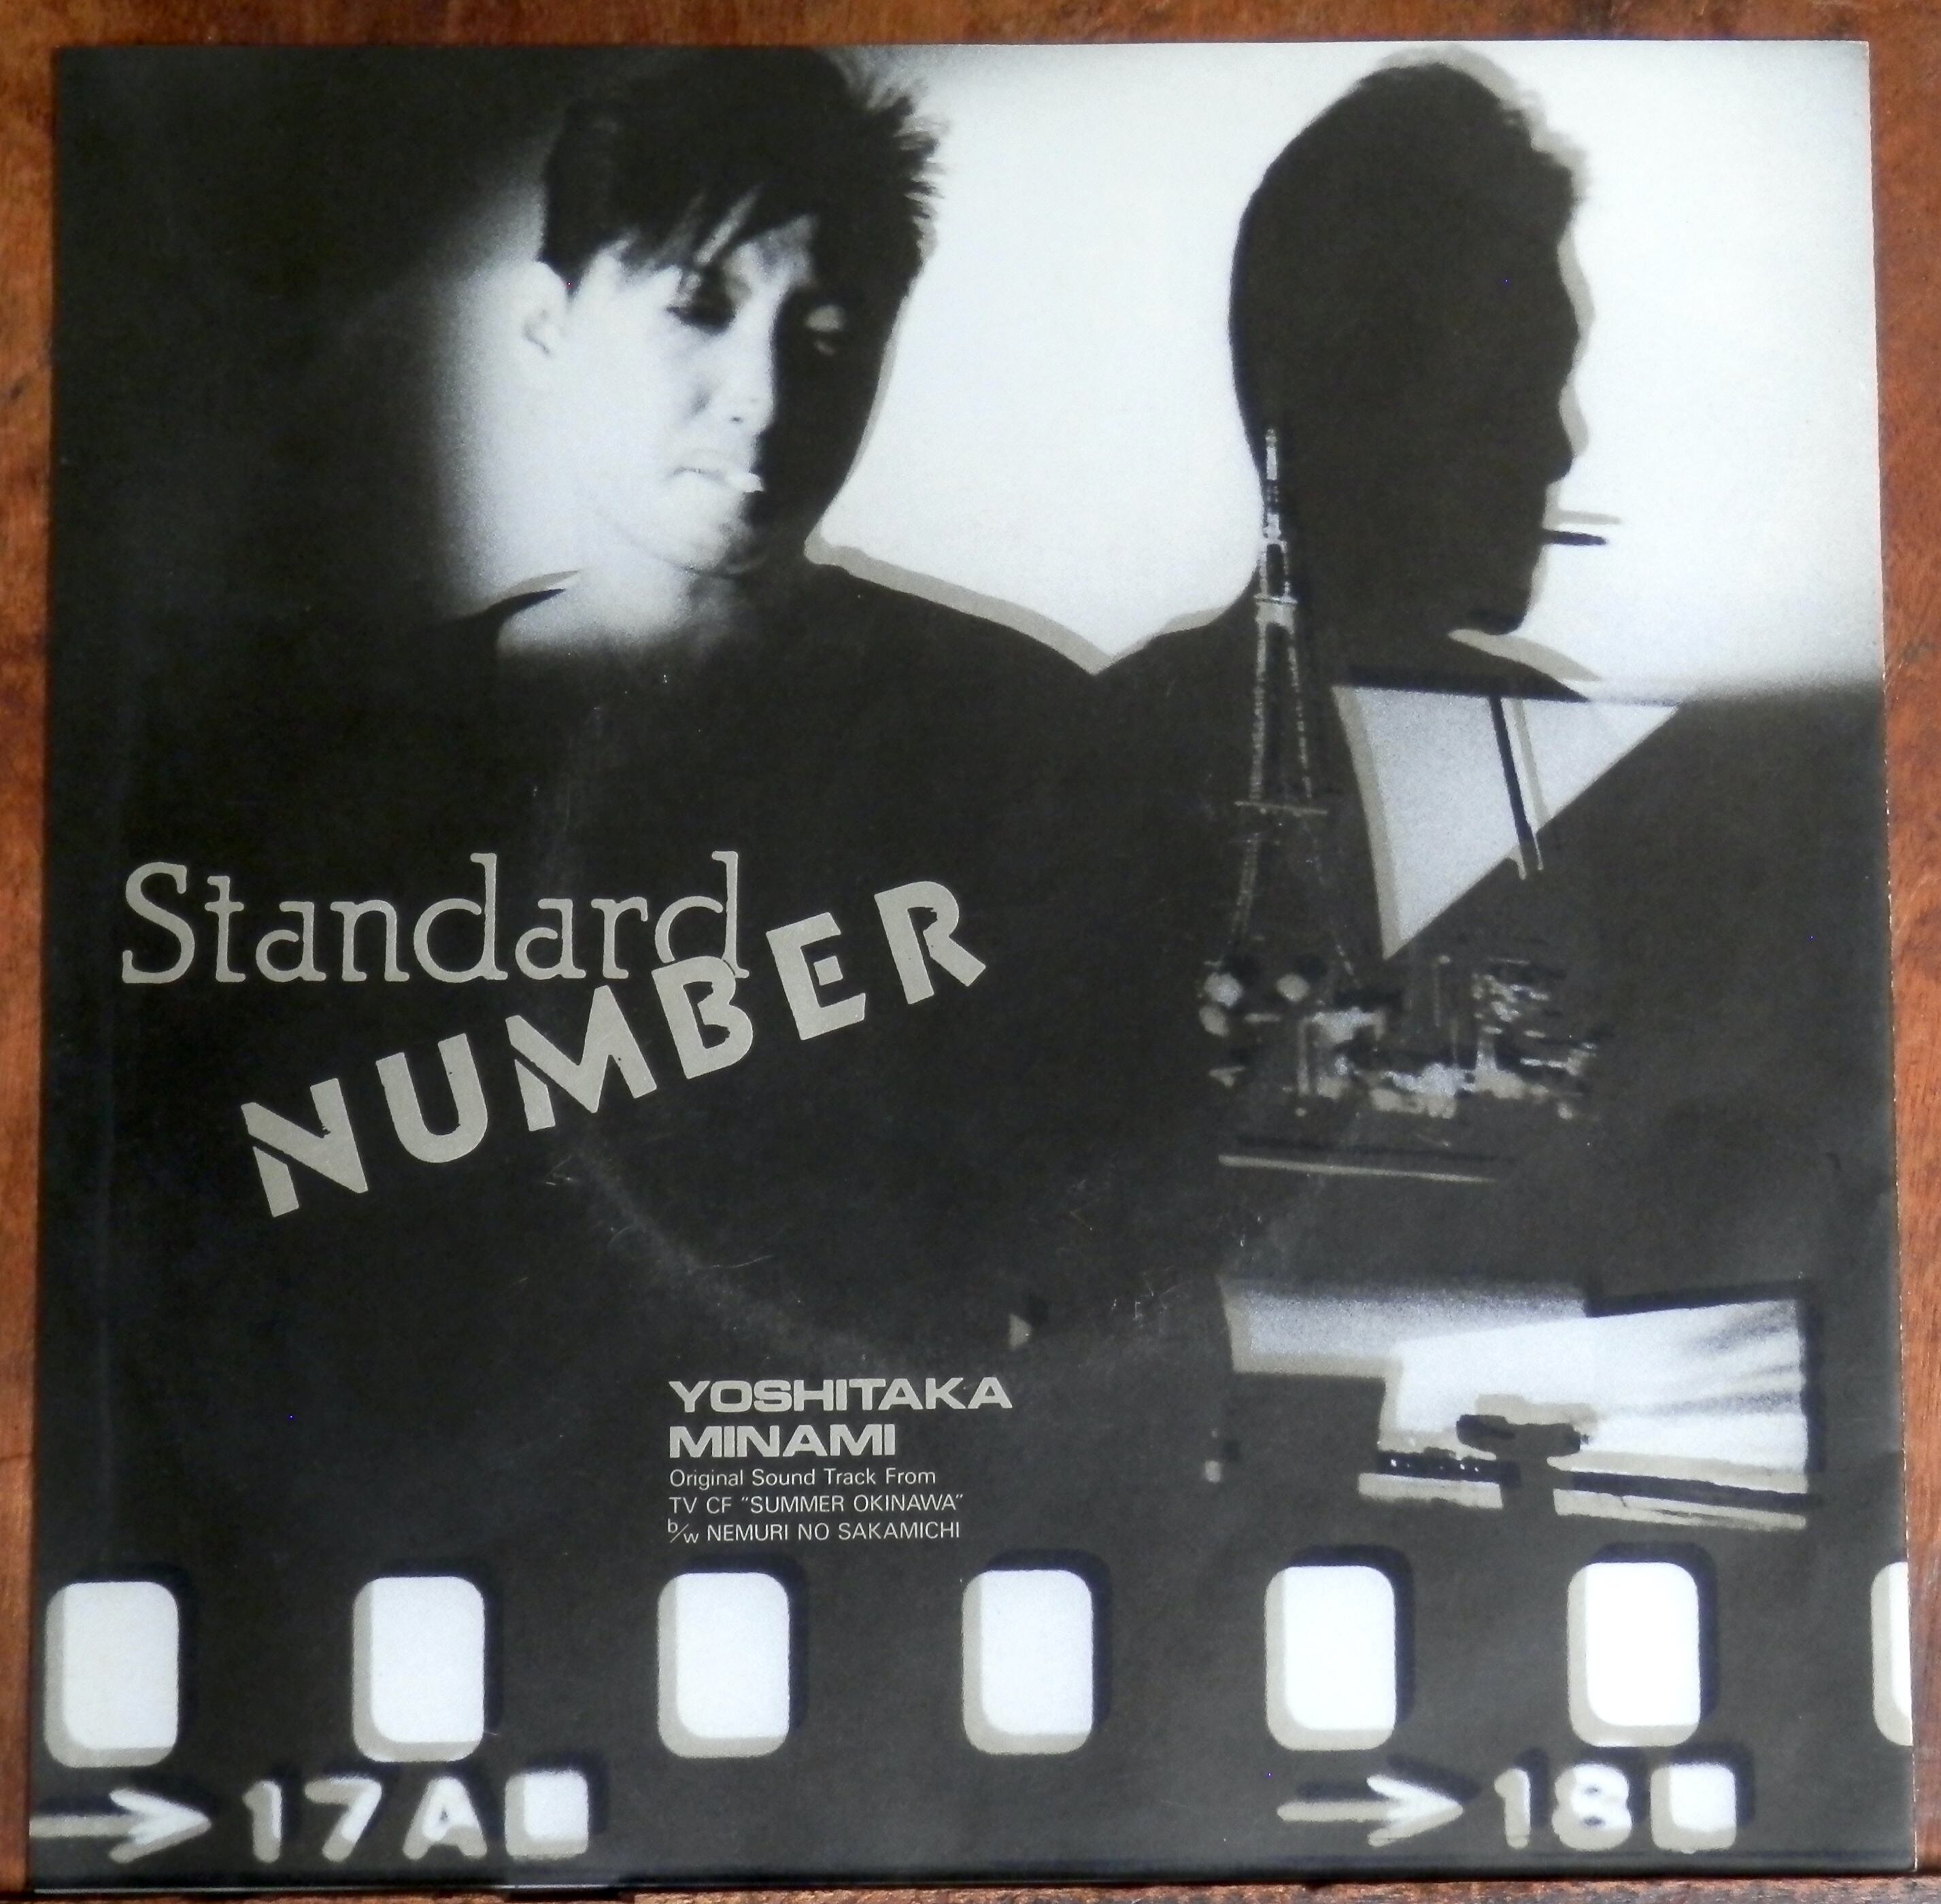 Standard
NUMBER
YOSHITAKA
MINAMI
Original Sound Track From
TV CF "SUMMER OKINAWA"
b/w NEMURI NO SAKAMICHI
→17A
→18